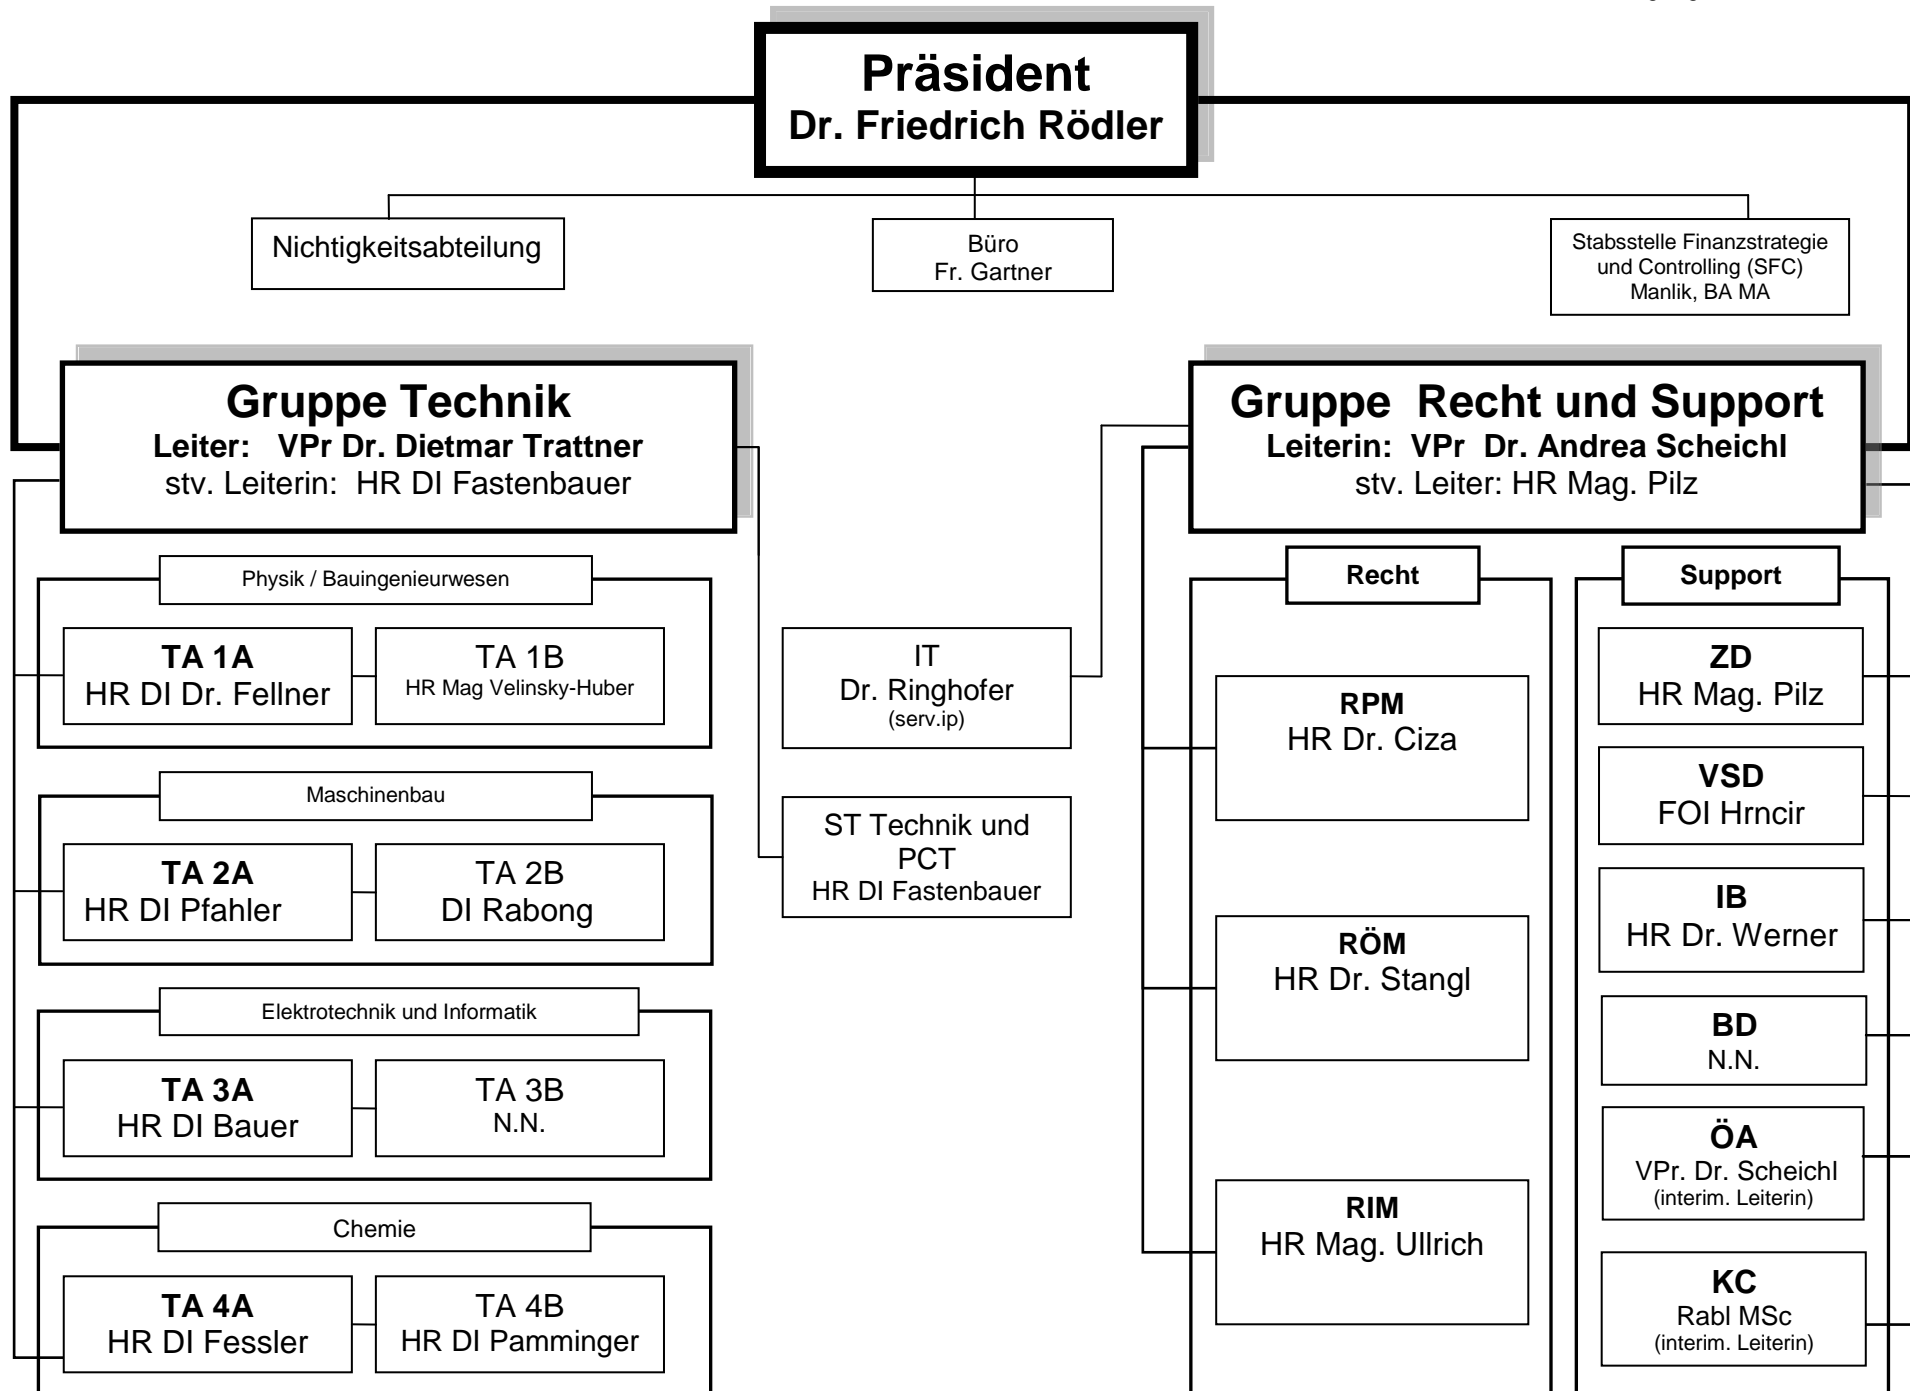 Präsident
Dr. Friedrich Rödler
Nichtigkeitsabteilung
Büro
Fr. Gartner
Stabsstelle Finanzstrategie
und Controlling (SFC)
Manlik, BA MA
Gruppe Technik
Leiter: VPr Dr. Dietmar Trattner
stv. Leiterin: HR DI Fastenbauer
Gruppe Recht und Support
Leiterin: VPr Dr. Andrea Scheichl
stv. Leiter: HR Mag. Pilz
Physik / Bauingenieurwesen
TA 1A
HR DI Dr. Fellner
TA 1B
HR Mag Velinsky-Huber
Maschinenbau
TA 2A
HR DI Pfahler
TA 2B
DI Rabong
Elektrotechnik und Informatik
TA 3A
HR DI Bauer
TA 3B
N.N.
Chemie
TA 4A
HR DI Fessler
TA 4B
HR DI Pamminger
IT
Dr. Ringhofer
(serv.ip)
ST Technik und
PCT
HR DI Fastenbauer
Recht
RPM
HR Dr. Ciza
RÖM
HR Dr. Stangl
RIM
HR Mag. Ullrich
Support
ZD
HR Mag. Pilz
VSD
FOI Hrncir
IB
HR Dr. Werner
BD
N.N.
ÖA
VPr. Dr. Scheichl
(interim. Leiterin)
KC
Rabl MSc
(interim. Leiterin)